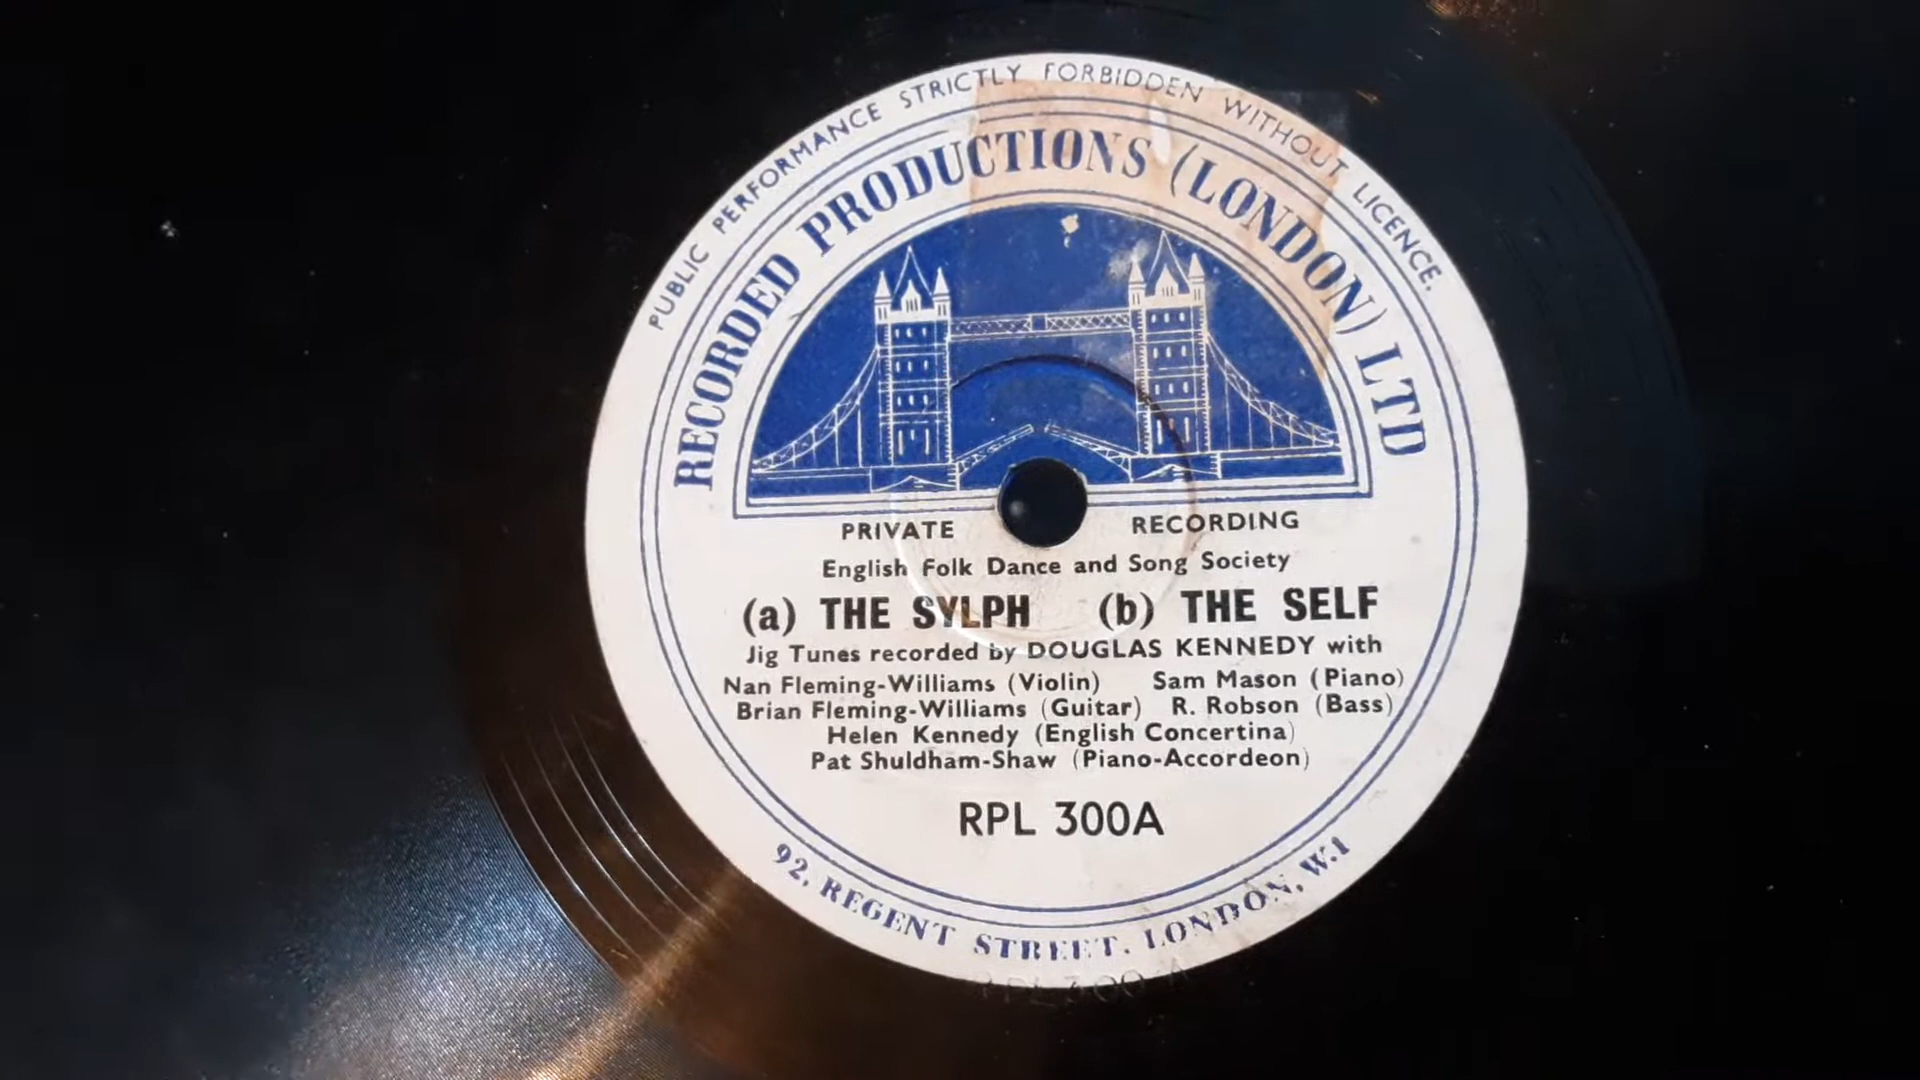 PUBLIC PERFORMANCE STRICTLY FORBIDDEN WITHOUT LICENCE.
RECORDED PRODUCTIONS (LONDON) LTD
PRIVATE RECORDING
English Folk Dance and Song Society
(a) THE SYLPH (b) THE SELF
Jig Tunes recorded by DOUGLAS KENNEDY with
Nan Fleming-Williams (Violin) Sam Mason (Piano)
Brian Fleming-Williams (Guitar) R. Robson (Bass)
Helen Kennedy (English Concertina)
Pat Shuldham-Shaw (Piano-Accordeon)
RPL 300A
92, REGENT STREET, LONDON, W.1
RPL 300 A